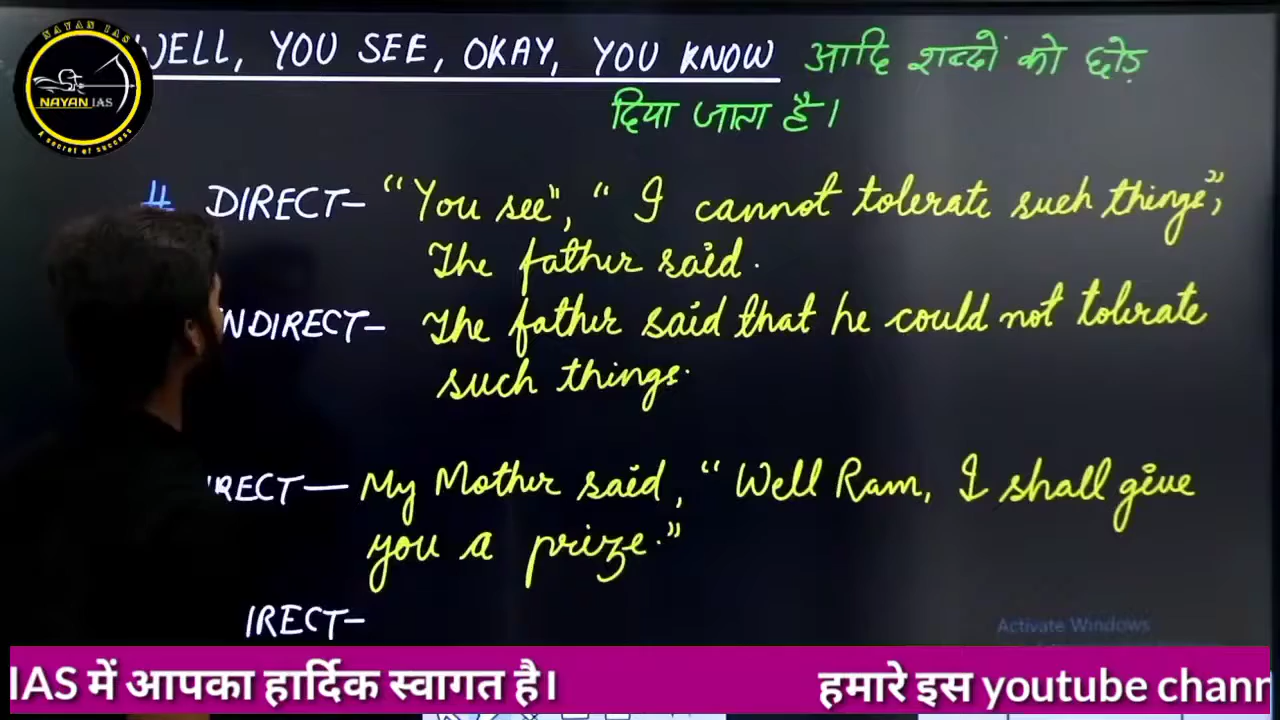 NAYAN IAS
NAYAN IAS
A secret of success
WELL, YOU SEE, OKAY, YOU KNOW आदि शब्दों को छोड़
दिया जाता है।
4 DIRECT- "You see", " I cannot tolerate such things",
The father said.
INDIRECT- The father said that he could not tolerate
such things.
IRECT— My Mother said, "Well Ram, I shall give
you a prize."
IRECT-
Activate Windows
IAS में आपका हार्दिक स्वागत है। हमारे इस youtube chann